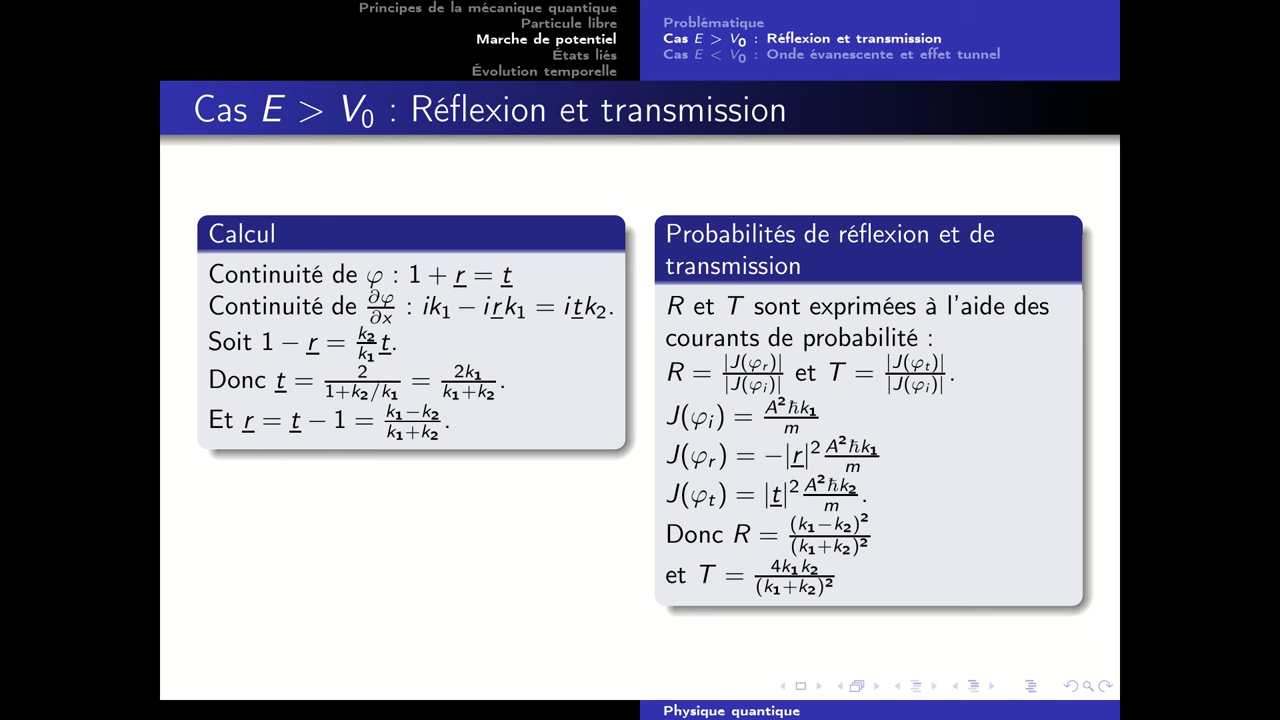 Principes de la mécanique quantique
Particule libre
Marche de potentiel
États liés
Évolution temporelle
Problématique
Cas E > V₀ : Réflexion et transmission
Cas E < V₀ : Onde évanescente et effet tunnel
Cas E > V₀ : Réflexion et transmission
Calcul
Continuité de φ : 1 + r = t
Continuité de ∂φ/∂x : ik₁ − irk₁ = itk₂.
Soit 1 − r = k₂/k₁ t.
Donc t = 2/(1+k₂/k₁) = 2k₁/(k₁+k₂).
Et r = t − 1 = (k₁−k₂)/(k₁+k₂).
Probabilités de réflexion et de
transmission
R et T sont exprimées à l'aide des
courants de probabilité :
R = |J(φᵣ)|/|J(φᵢ)| et T = |J(φₜ)|/|J(φᵢ)|.
J(φᵢ) = A²ħk₁/m
J(φᵣ) = −|r|² A²ħk₁/m
J(φₜ) = |t|² A²ħk₂/m.
Donc R = (k₁−k₂)²/(k₁+k₂)²
et T = 4k₁k₂/(k₁+k₂)²
Physique quantique